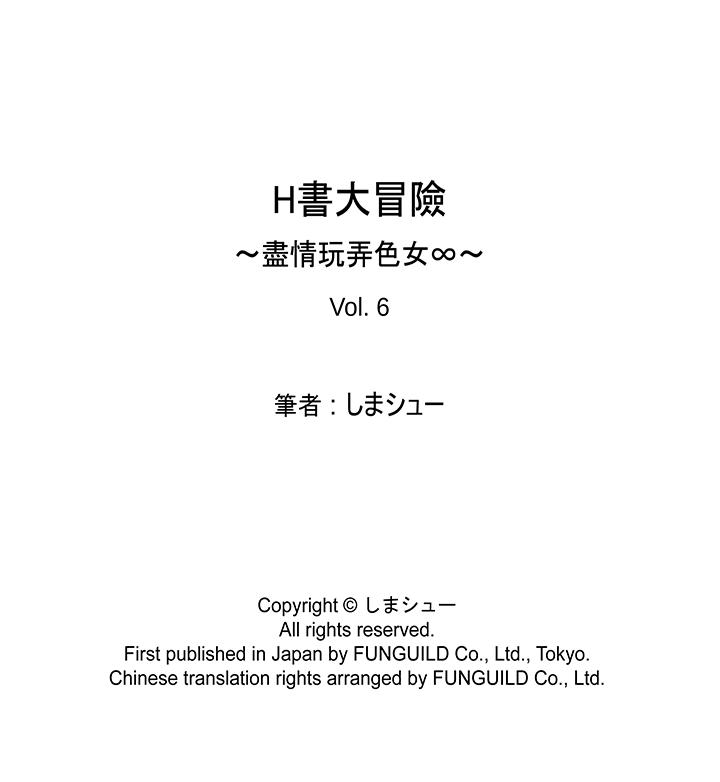 H書大冒險
～盡情玩弄色女∞～
Vol. 6
筆者 : しまシュー
Copyright © しまシュー
All rights reserved.
First published in Japan by FUNGUILD Co., Ltd., Tokyo.
Chinese translation rights arranged by FUNGUILD Co., Ltd.